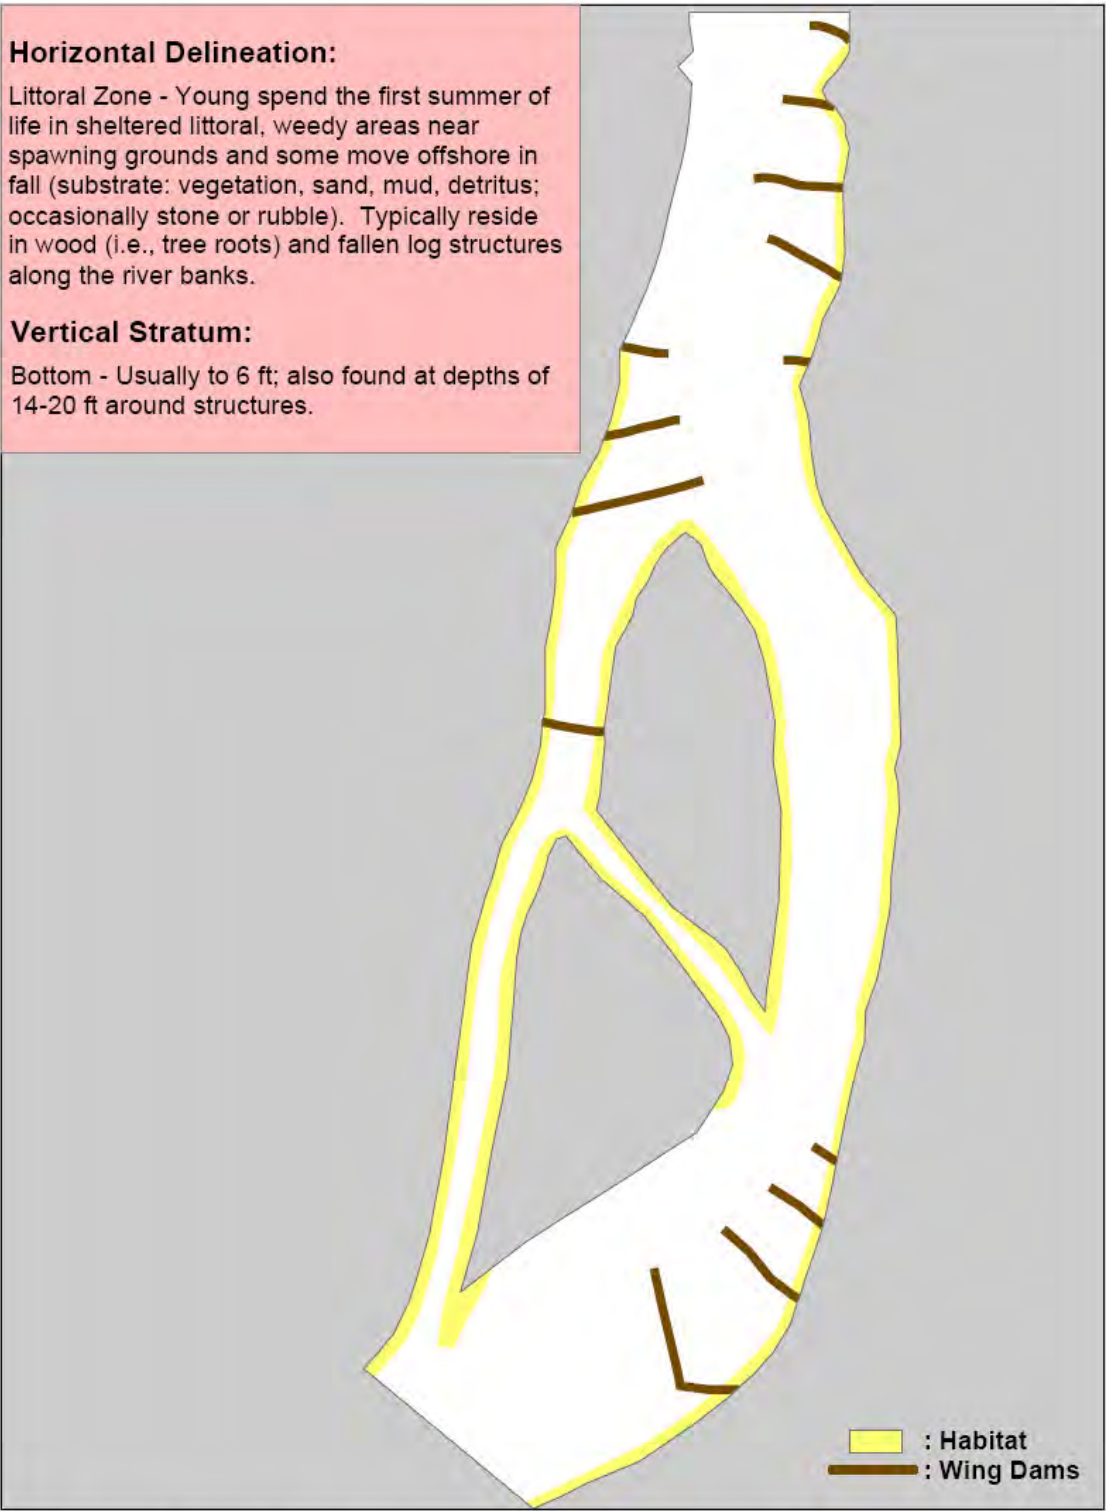 Horizontal Delineation:
Littoral Zone - Young spend the first summer of
life in sheltered littoral, weedy areas near
spawning grounds and some move offshore in
fall (substrate: vegetation, sand, mud, detritus;
occasionally stone or rubble).  Typically reside
in wood (i.e., tree roots) and fallen log structures
along the river banks.
Vertical Stratum:
Bottom - Usually to 6 ft; also found at depths of
14-20 ft around structures.
: Habitat
: Wing Dams